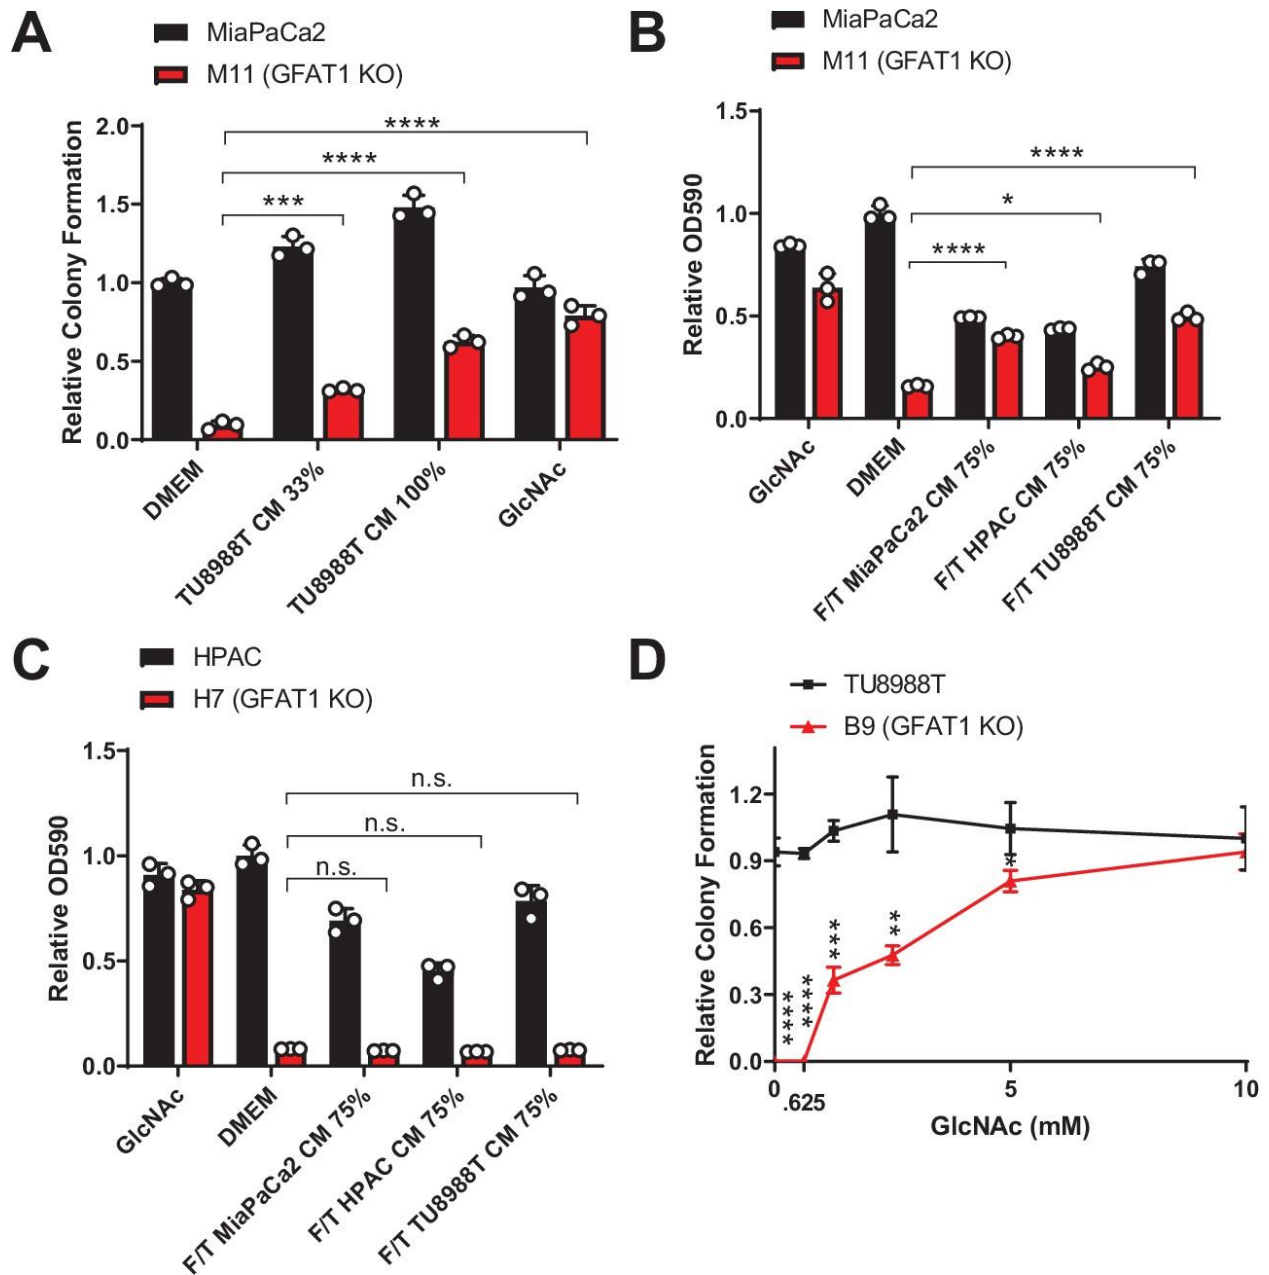 A
MiaPaCa2
M11 (GFAT1 KO)
Relative Colony Formation
2.0
1.5
1.0
0.5
0.0
****
****
***
DMEM
TU8988T CM 33%
TU8988T CM 100%
GlcNAc
B
MiaPaCa2
M11 (GFAT1 KO)
Relative OD590
1.5
1.0
0.5
0.0
****
*
****
GlcNAc
DMEM
F/T MiaPaCa2 CM 75%
F/T HPAC CM 75%
F/T TU8988T CM 75%
C
HPAC
H7 (GFAT1 KO)
Relative OD590
1.5
1.0
0.5
0.0
n.s.
n.s.
n.s.
GlcNAc
DMEM
F/T MiaPaCa2 CM 75%
F/T HPAC CM 75%
F/T TU8988T CM 75%
D
TU8988T
B9 (GFAT1 KO)
Relative Colony Formation
1.2
0.9
0.6
0.3
0.0
****
****
***
**
*
0
.625
5
10
GlcNAc (mM)